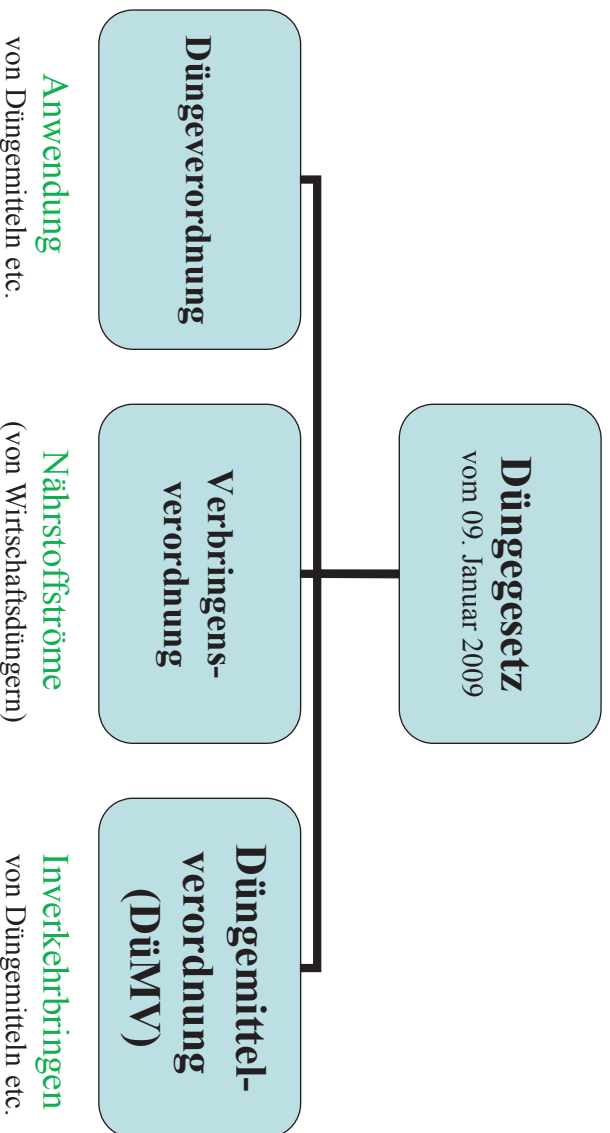 Düngegesetz
vom 09. Januar 2009
Düngeverordnung
Verbringens-
verordnung
Düngemittel-
verordnung
(DüMV)
Anwendung
von Düngemitteln etc.
Nährstoffströme
(von Wirtschaftsdüngern)
Inverkehrbringen
von Düngemitteln etc.